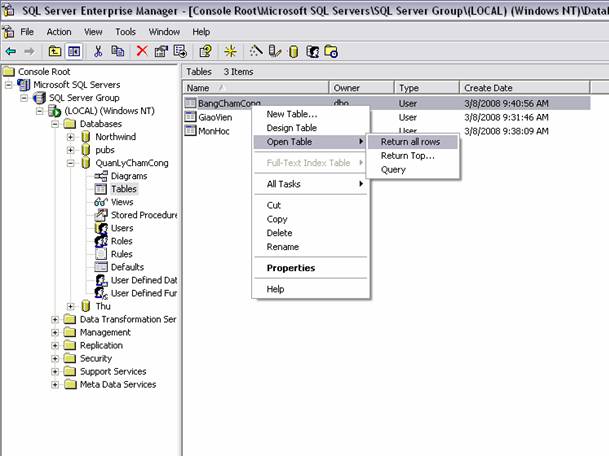 SQL Server Enterprise Manager - [Console Root\Microsoft SQL Servers\SQL Server Group\(LOCAL) (Windows NT)\Datal
File Action View Tools Window Help
Console Root
Microsoft SQL Servers
SQL Server Group
(LOCAL) (Windows NT)
Databases
Northwind
pubs
QuanLyChamCong
Diagrams
Tables
Views
Stored Procedure
Users
Roles
Rules
Defaults
User Defined Dat
User Defined Fun
Thu
Data Transformation Ser
Management
Replication
Security
Support Services
Meta Data Services
Tables 3 Items
Name Owner Type Create Date
BangChamCong dbo User 3/8/2008 9:40:56 AM
GiaoVien User 3/8/2008 9:31:46 AM
MonHoc User 3/8/2008 9:38:09 AM
New Table...
Design Table
Open Table
Full-Text Index Table
All Tasks
Cut
Copy
Delete
Rename
Properties
Help
Return all rows
Return Top...
Query